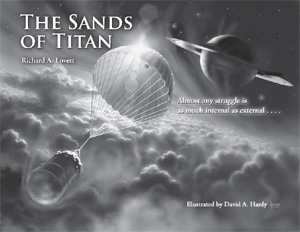 THE SANDS
OF TITAN
Richard A. Lovett
Almost any struggle is
as much internal as external . . . .
Illustrated by David A. Hardy